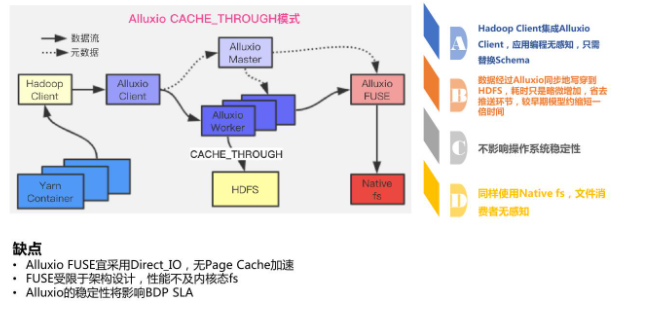 Alluxio CACHE_THROUGH模式
数据流
元数据
Hadoop
Client
Alluxio
Client
Alluxio
Master
Alluxio
Worker
Alluxio
FUSE
CACHE_THROUGH
Yarn
Container
HDFS
Native
fs
A
Hadoop Client集成Alluxio
Client，应用编程无感知，只需
替换Schema
B
数据经过Alluxio同步地写穿到
HDFS，耗时只是略微增加，省去
推送环节，较早期模型约缩短一
倍时间
C
不影响操作系统稳定性
D
同样使用Native fs，文件消
费者无感知
缺点
• Alluxio FUSE宜采用Direct_IO，无Page Cache加速
• FUSE受限于架构设计，性能不及内核态fs
• Alluxio的稳定性将影响BDP SLA